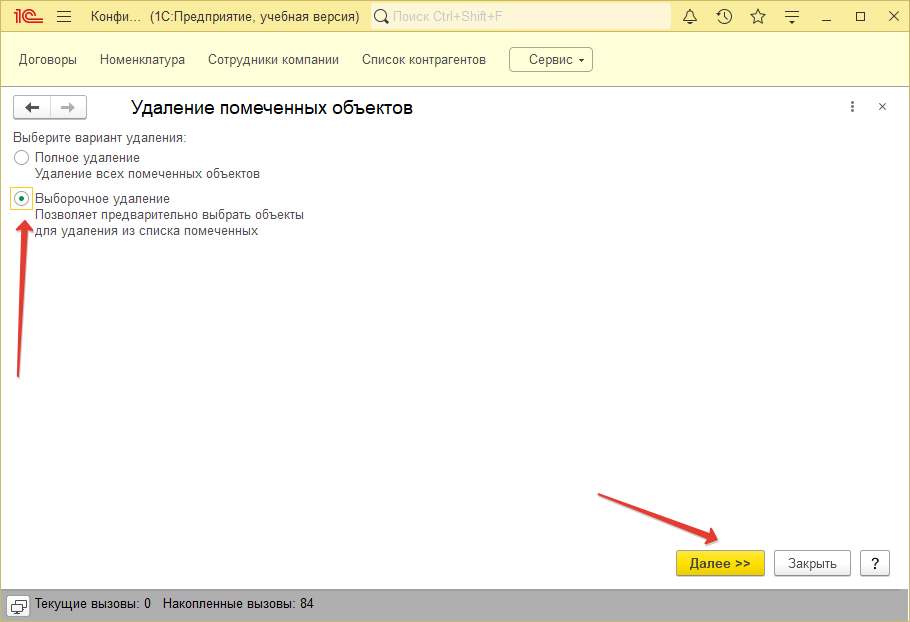 1С Конфи... (1С:Предприятие, учебная версия) Поиск Ctrl+Shift+F
Договоры Номенклатура Сотрудники компании Список контрагентов Сервис
Удаление помеченных объектов
Выберите вариант удаления:
Полное удаление
Удаление всех помеченных объектов
Выборочное удаление
Позволяет предварительно выбрать объекты
для удаления из списка помеченных
Далее >> Закрыть ?
Текущие вызовы: 0 Накопленные вызовы: 84